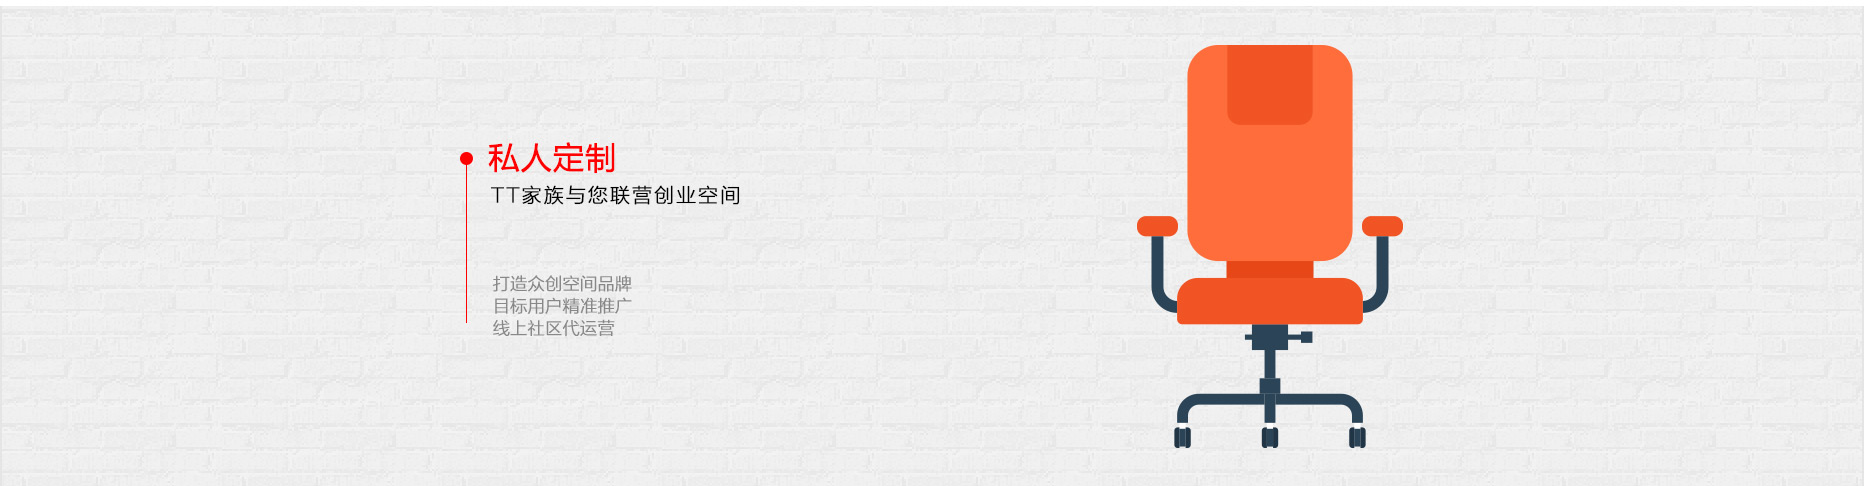 私人定制
TT家族与您联营创业空间
打造众创空间品牌
目标用户精准推广
线上社区代运营